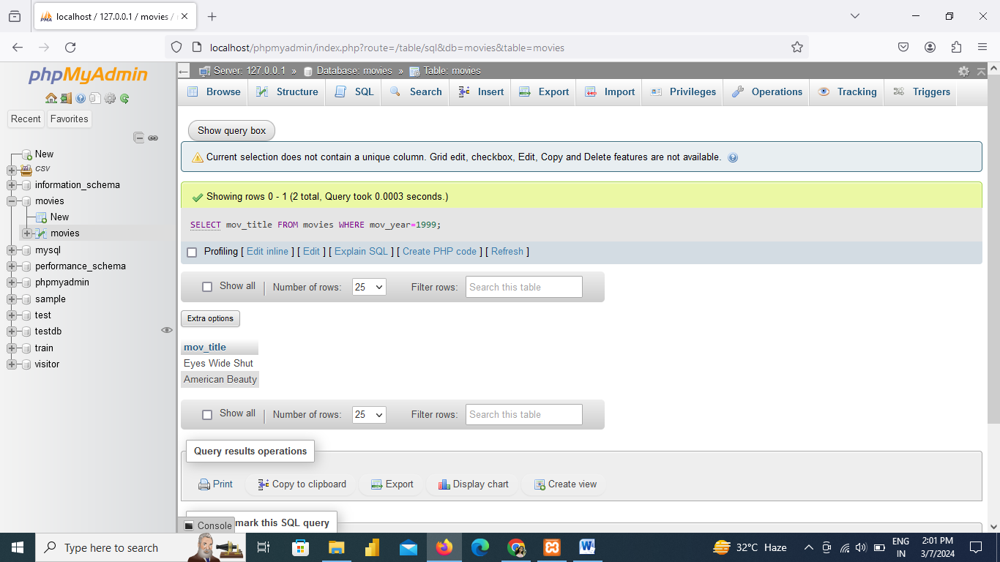 localhost / 127.0.0.1 / movies /
localhost/phpmyadmin/index.php?route=/table/sql&db=movies&table=movies
phpMyAdmin
Recent Favorites
New
csv
information_schema
movies
New
movies
mysql
performance_schema
phpmyadmin
sample
test
testdb
train
visitor
Server: 127.0.0.1 » Database: movies » Table: movies
Browse Structure SQL Search Insert Export Import Privileges Operations Tracking Triggers
Show query box
Current selection does not contain a unique column. Grid edit, checkbox, Edit, Copy and Delete features are not available.
Showing rows 0 - 1 (2 total, Query took 0.0003 seconds.)
SELECT mov_title FROM movies WHERE mov_year=1999;
Profiling [ Edit inline ] [ Edit ] [ Explain SQL ] [ Create PHP code ] [ Refresh ]
Show all Number of rows: 25 Filter rows: Search this table
Extra options
mov_title
Eyes Wide Shut
American Beauty
Show all Number of rows: 25 Filter rows: Search this table
Query results operations
Print Copy to clipboard Export Display chart Create view
mark this SQL query
Console
Type here to search
32°C Haze
ENG
IN
2:01 PM
3/7/2024